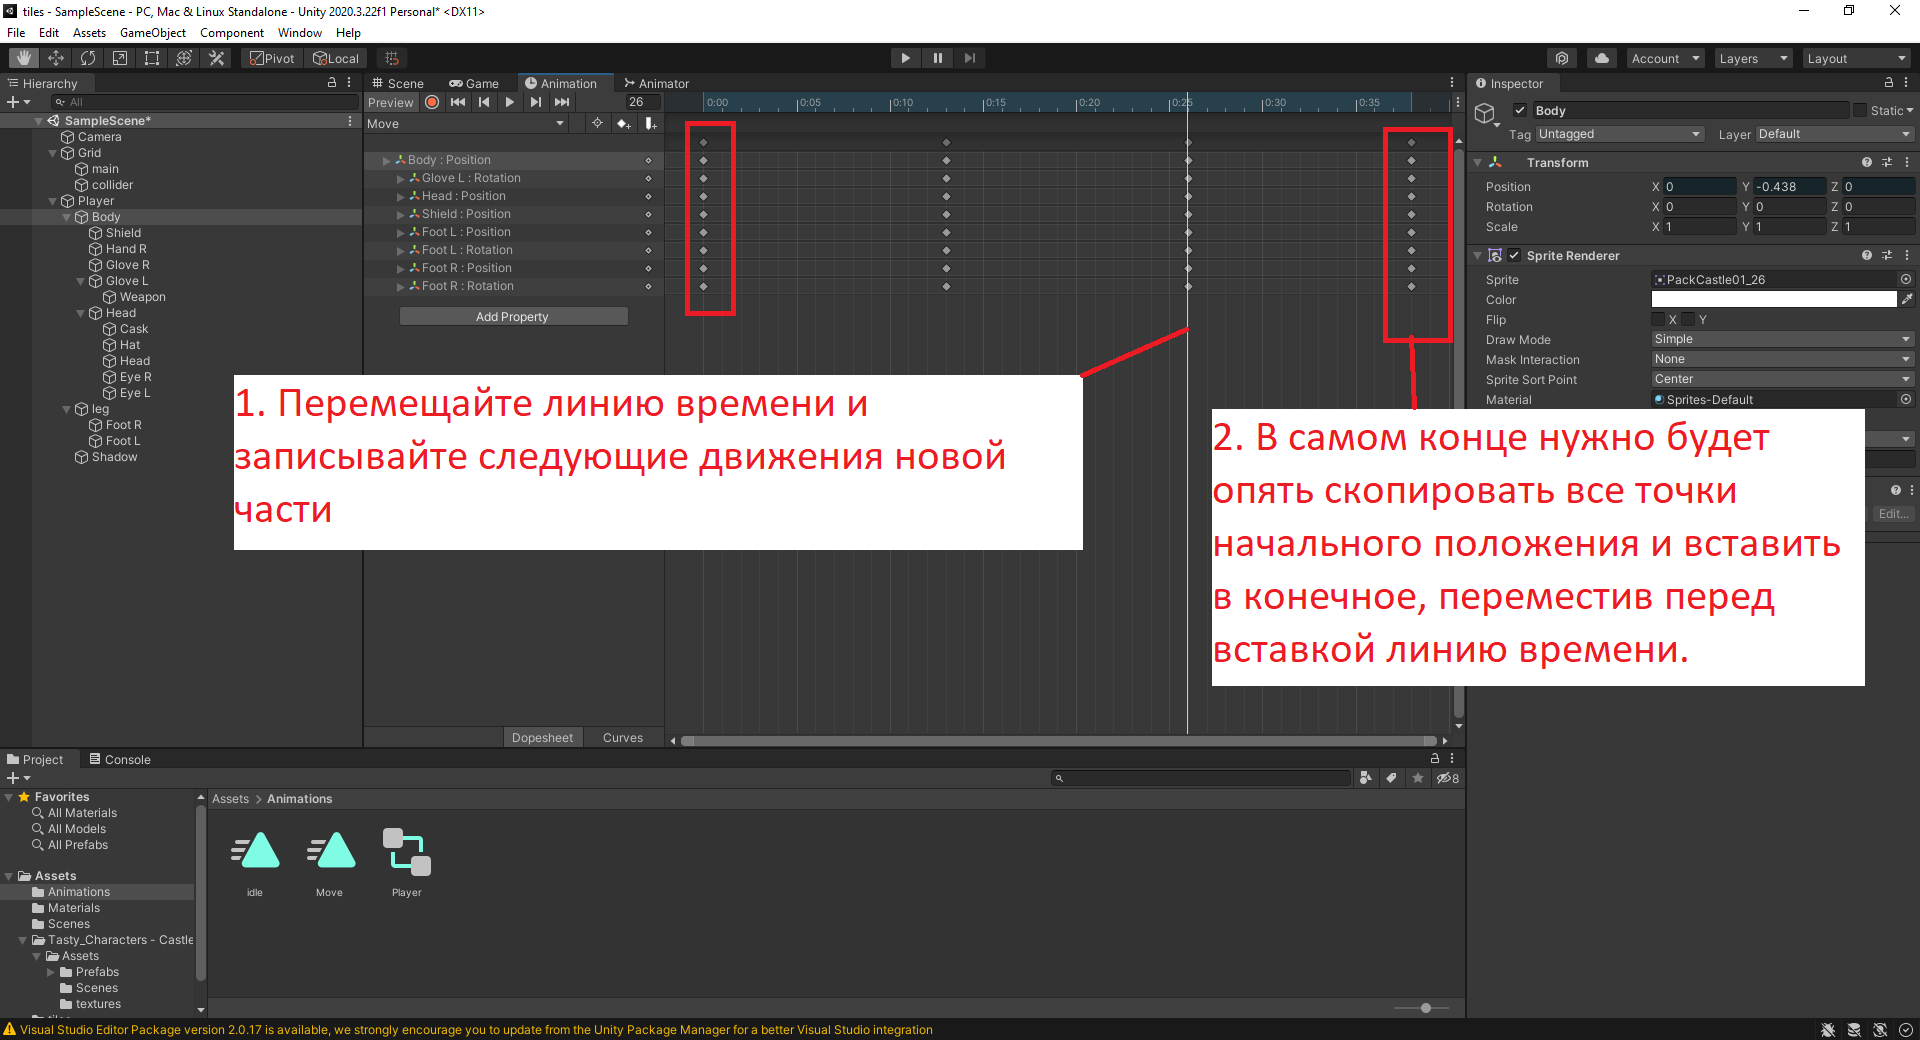 tiles - SampleScene - PC, Mac & Linux Standalone - Unity 2020.3.22f1 Personal* <DX11>
File Edit Assets GameObject Component Window Help
Pivot Local Account Layers Layout
Hierarchy
All
SampleScene*
Camera
Grid
main
collider
Player
Body
Shield
Hand R
Glove R
Glove L
Weapon
Head
Cask
Hat
Head
Eye R
Eye L
leg
Foot R
Foot L
Shadow
Scene Game Animation Animator
Preview 26 0:00 0:05 0:10 0:15 0:20 0:25 0:30 0:35
Move
Body : Position
Glove L : Rotation
Head : Position
Shield : Position
Foot L : Position
Foot L : Rotation
Foot R : Position
Foot R : Rotation
Add Property
1. Перемещайте линию времени и
записывайте следующие движения новой
части
2. В самом конце нужно будет
опять скопировать все точки
начального положения и вставить
в конечное, переместив перед
вставкой линию времени.
Dopesheet Curves
Inspector
Body Static
Tag Untagged Layer Default
Transform
Position X 0 Y -0.438 Z 0
Rotation X 0 Y 0 Z 0
Scale X 1 Y 1 Z 1
Sprite Renderer
Sprite PackCastle01_26
Color
Flip X Y
Draw Mode Simple
Mask Interaction None
Sprite Sort Point Center
Material Sprites-Default
Edit...
Project Console
8
Favorites
All Materials
All Models
All Prefabs
Assets
Animations
Materials
Scenes
Tasty_Characters - Castle
Assets
Prefabs
Scenes
textures
Assets > Animations
idle Move Player
Visual Studio Editor Package version 2.0.17 is available, we strongly encourage you to update from the Unity Package Manager for a better Visual Studio integration